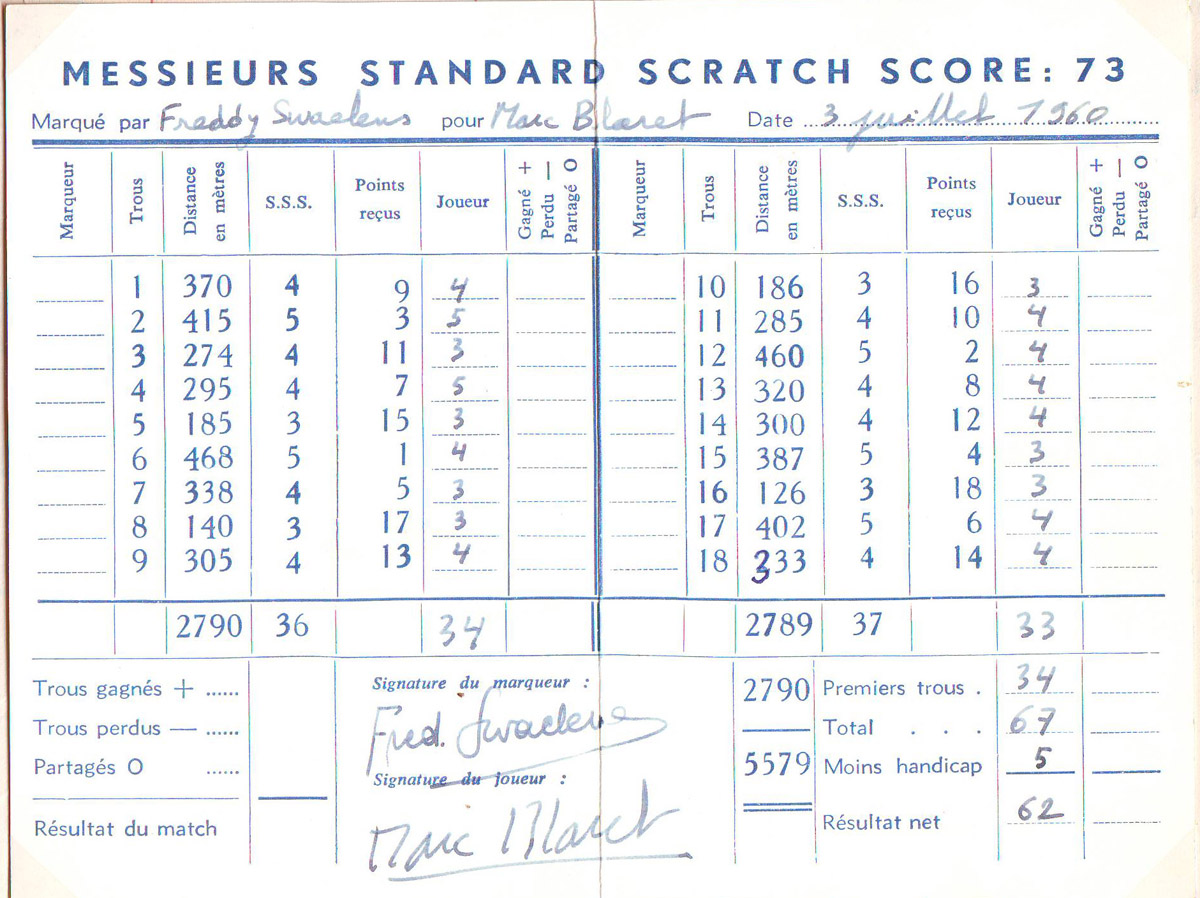 MESSIEURS STANDARD SCRATCH SCORE: 73
Marqué par Freddy Swaelens pour Marc Blaret Date 3 juillet 1960
Marqueur Trous Distance en mètres S.S.S. Points reçus Joueur Gagné + Perdu — Partagé O Marqueur Trous Distance en mètres S.S.S. Points reçus Joueur Gagné + Perdu — Partagé O
1 370 4 9 4 10 186 3 16 3
2 415 5 3 5 11 285 4 10 4
3 274 4 11 3 12 460 5 2 4
4 295 4 7 5 13 320 4 8 4
5 185 3 15 3 14 300 4 12 4
6 468 5 1 4 15 387 5 4 3
7 338 4 5 3 16 126 3 18 3
8 140 3 17 3 17 402 5 6 4
9 305 4 13 4 18 333 4 14 4
2790 36 34 2789 37 33
Trous gagnés + ...... Signature du marqueur : 2790 Premiers trous . 34
Trous perdus — ...... Fred. Swaelens Total . . . 67
Partagés O ...... Signature du joueur : 5579 Moins handicap 5
Résultat du match Marc Blaret Résultat net 62